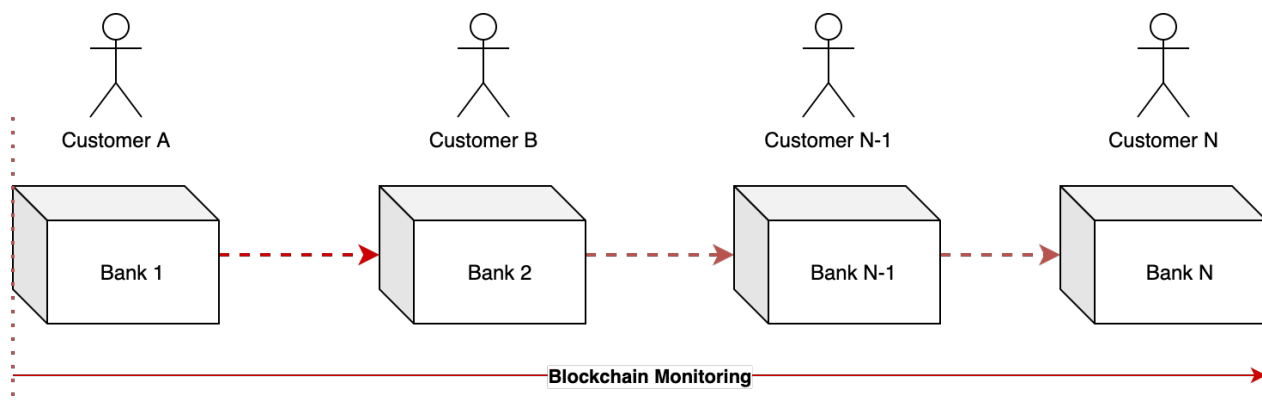 Customer A
Customer B
Customer N-1
Customer N
Bank 1
Bank 2
Bank N-1
Bank N
Blockchain Monitoring